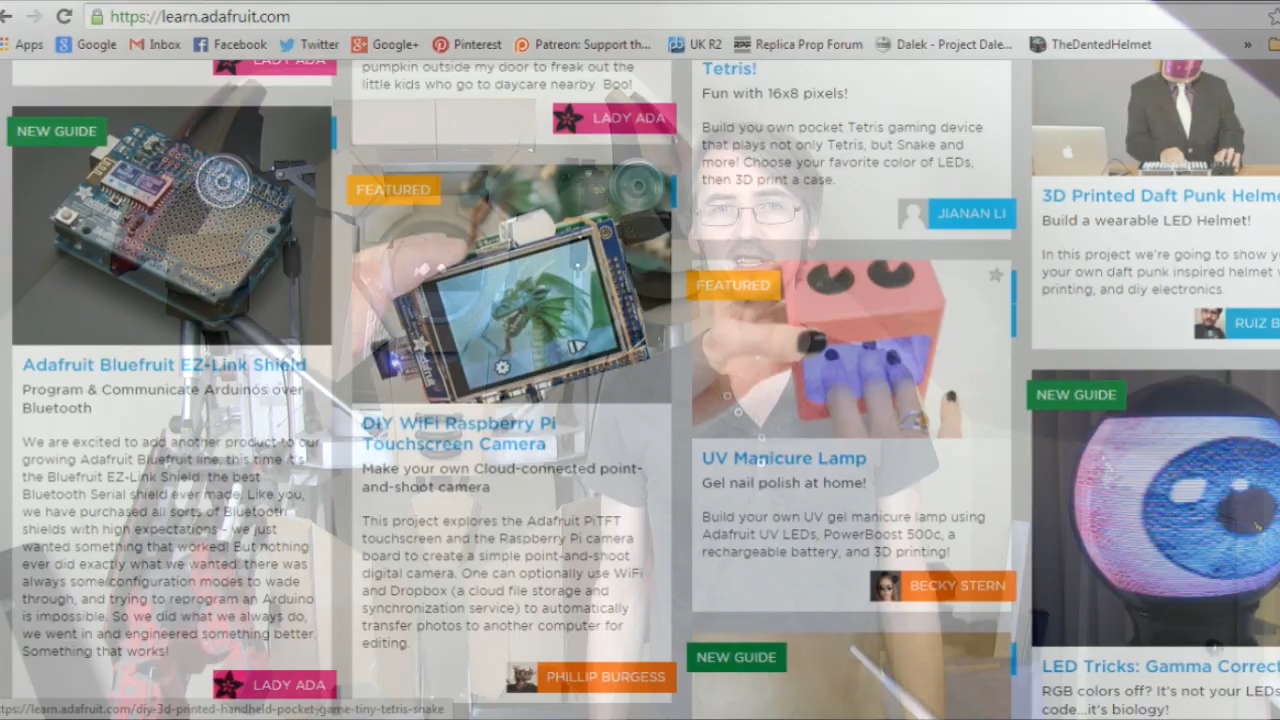 https://learn.adafruit.com
Apps Google Inbox Facebook Twitter Google+ Pinterest Patreon: Support th... UK R2 Replica Prop Forum Dalek - Project Dale... TheDentedHelmet »
LADY ADA
NEW GUIDE
Adafruit Bluefruit EZ-Link Shield
Program & Communicate Arduinos over
Bluetooth
We are excited to add another product to our
growing Adafruit Bluefruit line, this time it's
the Bluefruit EZ-Link Shield, the best
Bluetooth Serial shield ever made. Like you,
we have purchased all sorts of Bluetooth
shields with high expectations - we just
wanted something that worked! But nothing
ever did exactly what we wanted: there was
always some configuration modes to wade
through, and trying to reprogram an Arduino
is impossible. So we did what we always do,
we went in and engineered something better.
Something that works!
LADY ADA
pumpkin outside my door to freak out the
little kids who go to daycare nearby. Boo!
LADY ADA
FEATURED
adafruit
DIY WiFi Raspberry Pi
Touchscreen Camera
Make your own Cloud-connected point-
and-shoot camera
This project explores the Adafruit PiTFT
touchscreen and the Raspberry Pi camera
board to create a simple point-and-shoot
digital camera. One can optionally use WiFi
and Dropbox (a cloud file storage and
synchronization service) to automatically
transfer photos to another computer for
editing.
PHILLIP BURGESS
Tetris!
Fun with 16x8 pixels!
Build you own pocket Tetris gaming device
that plays not only Tetris, but Snake and
more! Choose your favorite color of LEDs,
then 3D print a case.
JIANAN LI
FEATURED
UV Manicure Lamp
Gel nail polish at home!
Build your own UV gel manicure lamp using
Adafruit UV LEDs, PowerBoost 500c, a
rechargeable battery, and 3D printing!
BECKY STERN
NEW GUIDE
3D Printed Daft Punk Helm
Build a wearable LED Helmet!
In this project we're going to show y
your own daft punk inspired helmet
printing, and diy electronics.
RUIZ B
NEW GUIDE
LED Tricks: Gamma Correct
RGB colors off? It's not your LEDs
code...it's biology!
ttps://learn.adafruit.com/diy-3d-printed-handheld-pocket-game-tiny-tetris-snake